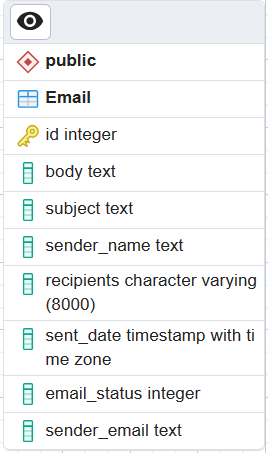 public
Email
id integer
body text
subject text
sender_name text
recipients character varying
(8000)
sent_date timestamp with ti
me zone
email_status integer
sender_email text